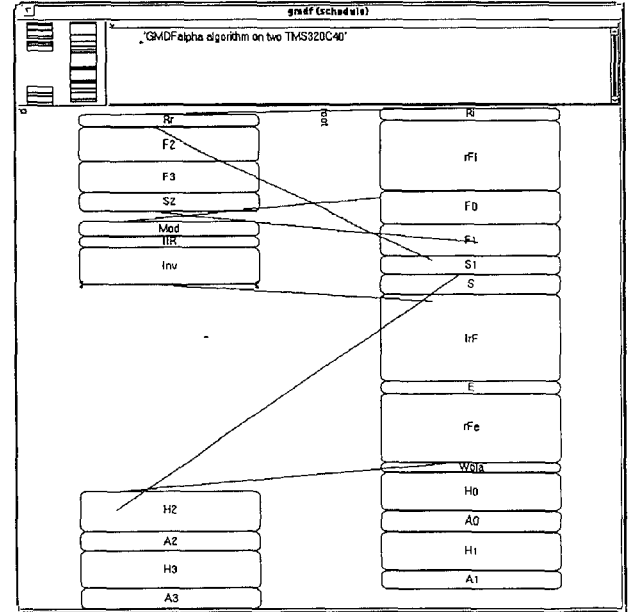 gmdf (schedule)
'GMDFalpha algorithm on two TMS320C40'
Rr
F2
F3
S2
Mod
IIR
Inv
H2
A2
H3
A3
root
Ri
rFi
F0
F1
S1
S
IrF
E
rFe
Wola
H0
A0
H1
A1